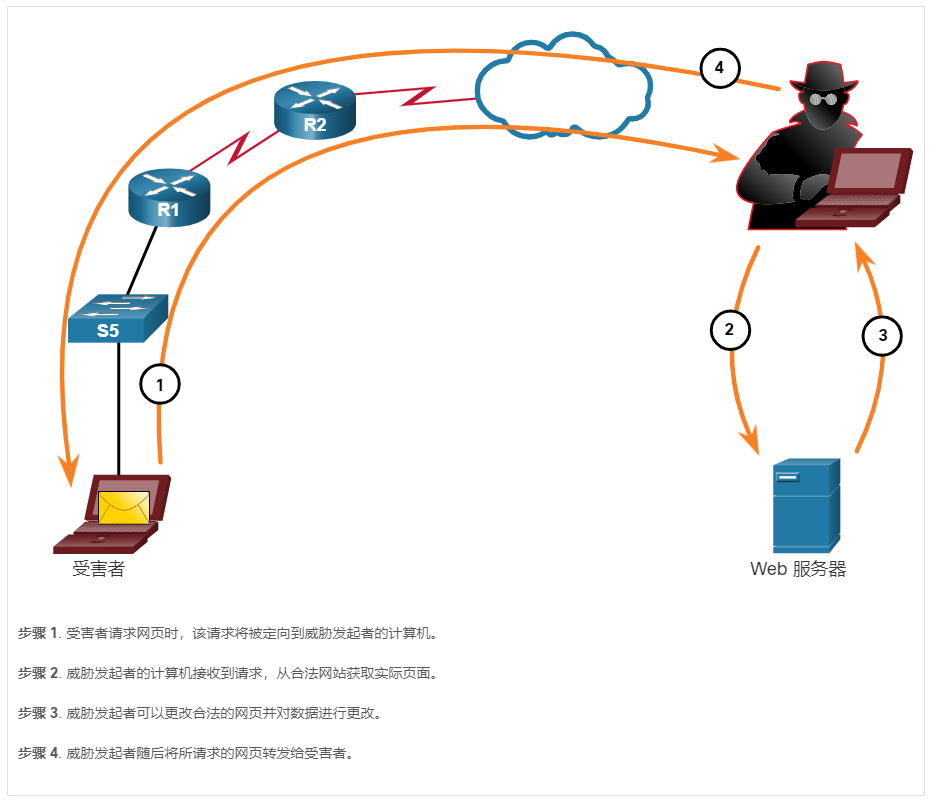 4
R2
R1
S5
1
2
3
受害者
Web 服务器
步骤 1. 受害者请求网页时，该请求将被定向到威胁发起者的计算机。
步骤 2. 威胁发起者的计算机接收到请求，从合法网站获取实际页面。
步骤 3. 威胁发起者可以更改合法的网页并对数据进行更改。
步骤 4. 威胁发起者随后将所请求的网页转发给受害者。